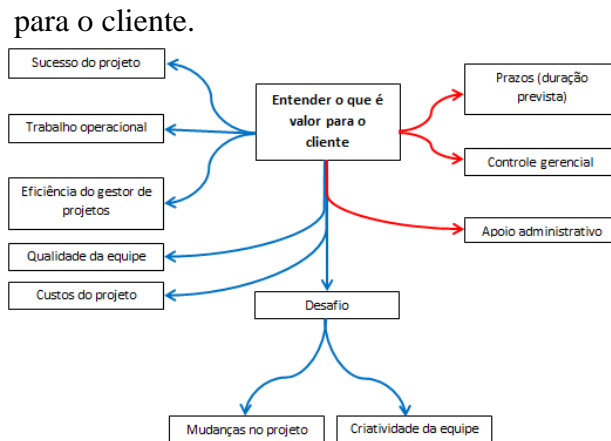 para o cliente.
Sucesso do projeto
Trabalho operacional
Eficiência do gestor de
projetos
Qualidade da equipe
Custos do projeto
Entender o que é
valor para o
cliente
Prazos (duração
prevista)
Controle gerencial
Apoio administrativo
Desafio
Mudanças no projeto
Criatividade da equipe